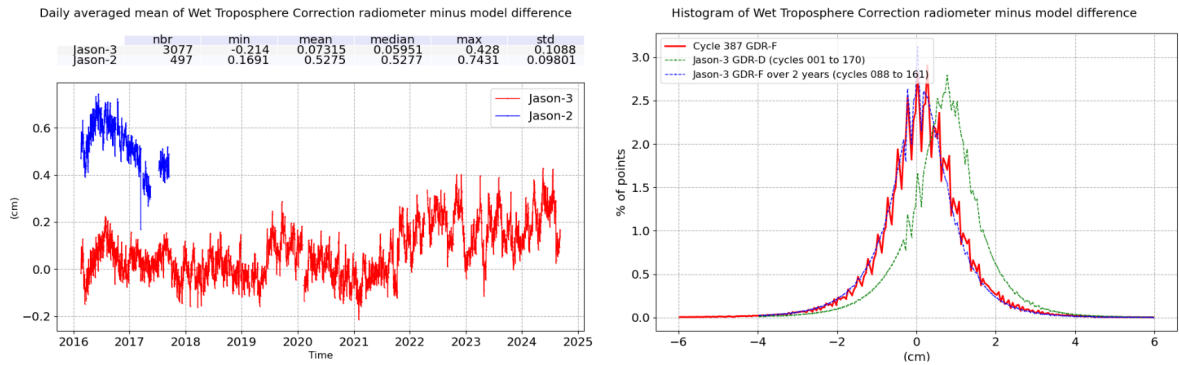 Daily averaged mean of Wet Troposphere Correction radiometer minus model difference
nbr min mean median max std
Jason-3 3077 -0.214 0.07315 0.05951 0.428 0.1088
Jason-2 497 0.1691 0.5275 0.5277 0.7431 0.09801
Jason-3
Jason-2
0.6
0.4
0.2
0.0
−0.2
(cm)
2016 2017 2018 2019 2020 2021 2022 2023 2024 2025
Time
Histogram of Wet Troposphere Correction radiometer minus model difference
Cycle 387 GDR-F
Jason-3 GDR-D (cycles 001 to 170)
Jason-3 GDR-F over 2 years (cycles 088 to 161)
3.0
2.5
2.0
1.5
1.0
0.5
0.0
% of points
−6 −4 −2 0 2 4 6
(cm)